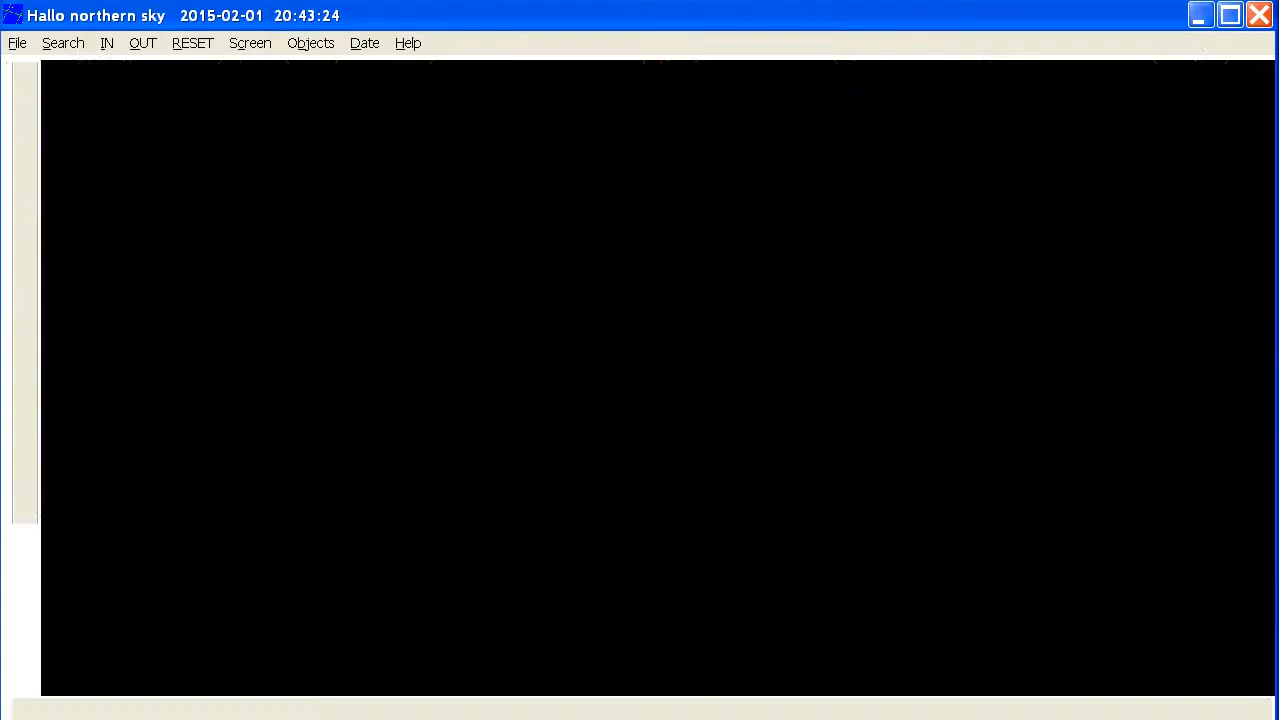 Hallo northern sky 2015-02-01 20:43:24
File Search IN OUT RESET Screen Objects Date Help